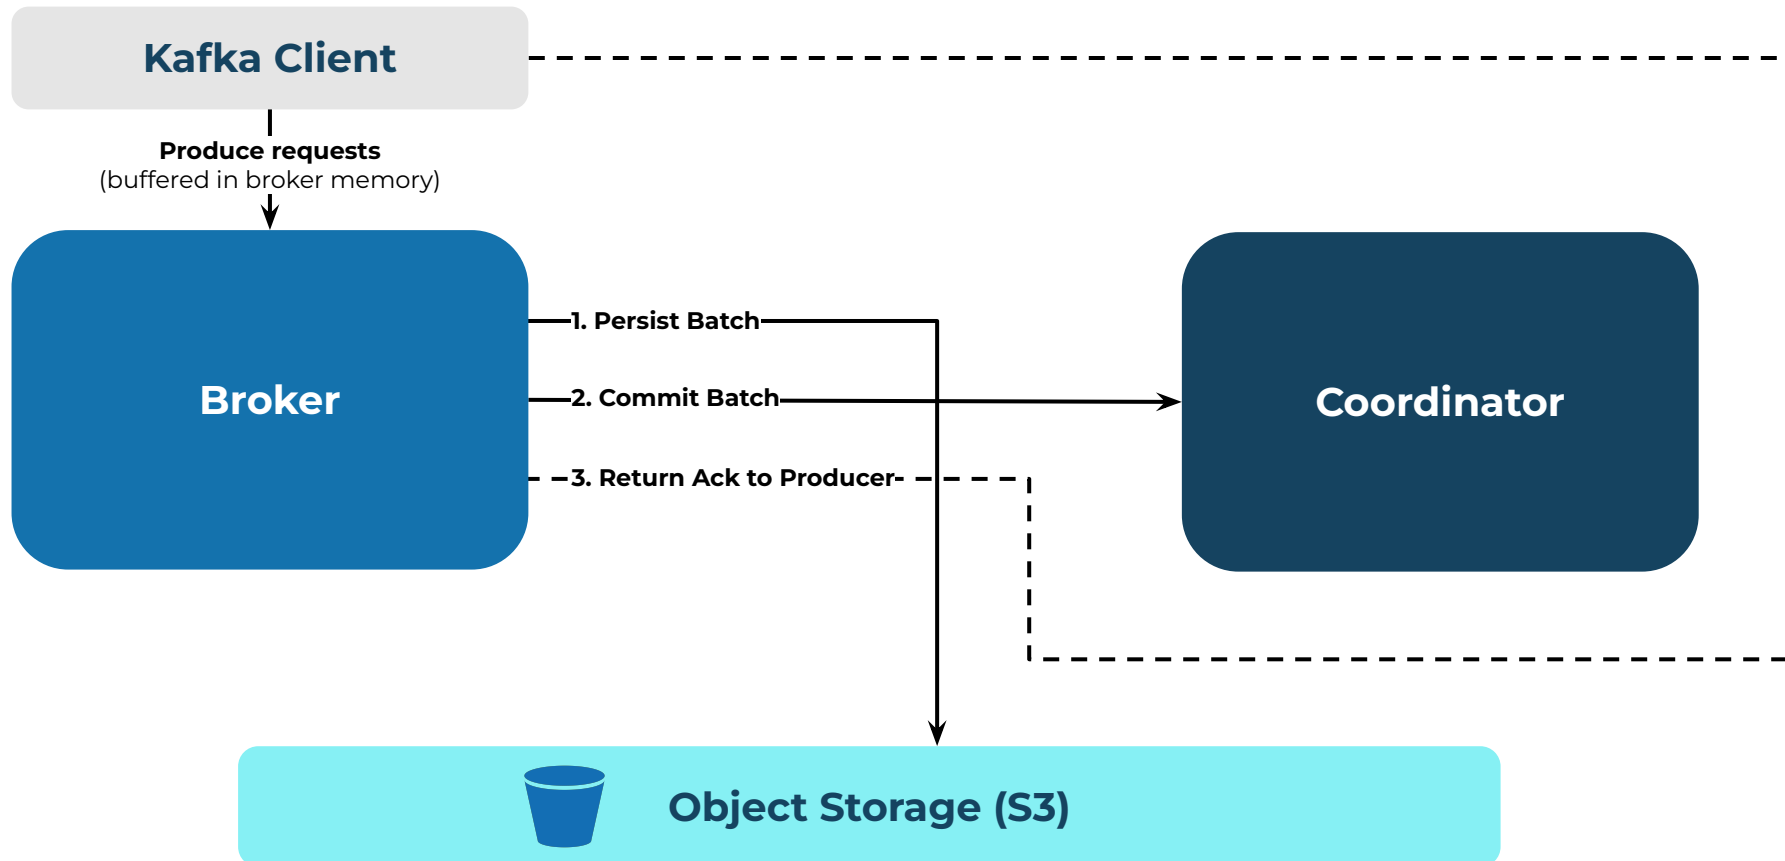 Kafka Client
Produce requests
(buffered in broker memory)
Broker
1. Persist Batch
2. Commit Batch
3. Return Ack to Producer
Coordinator
Object Storage (S3)